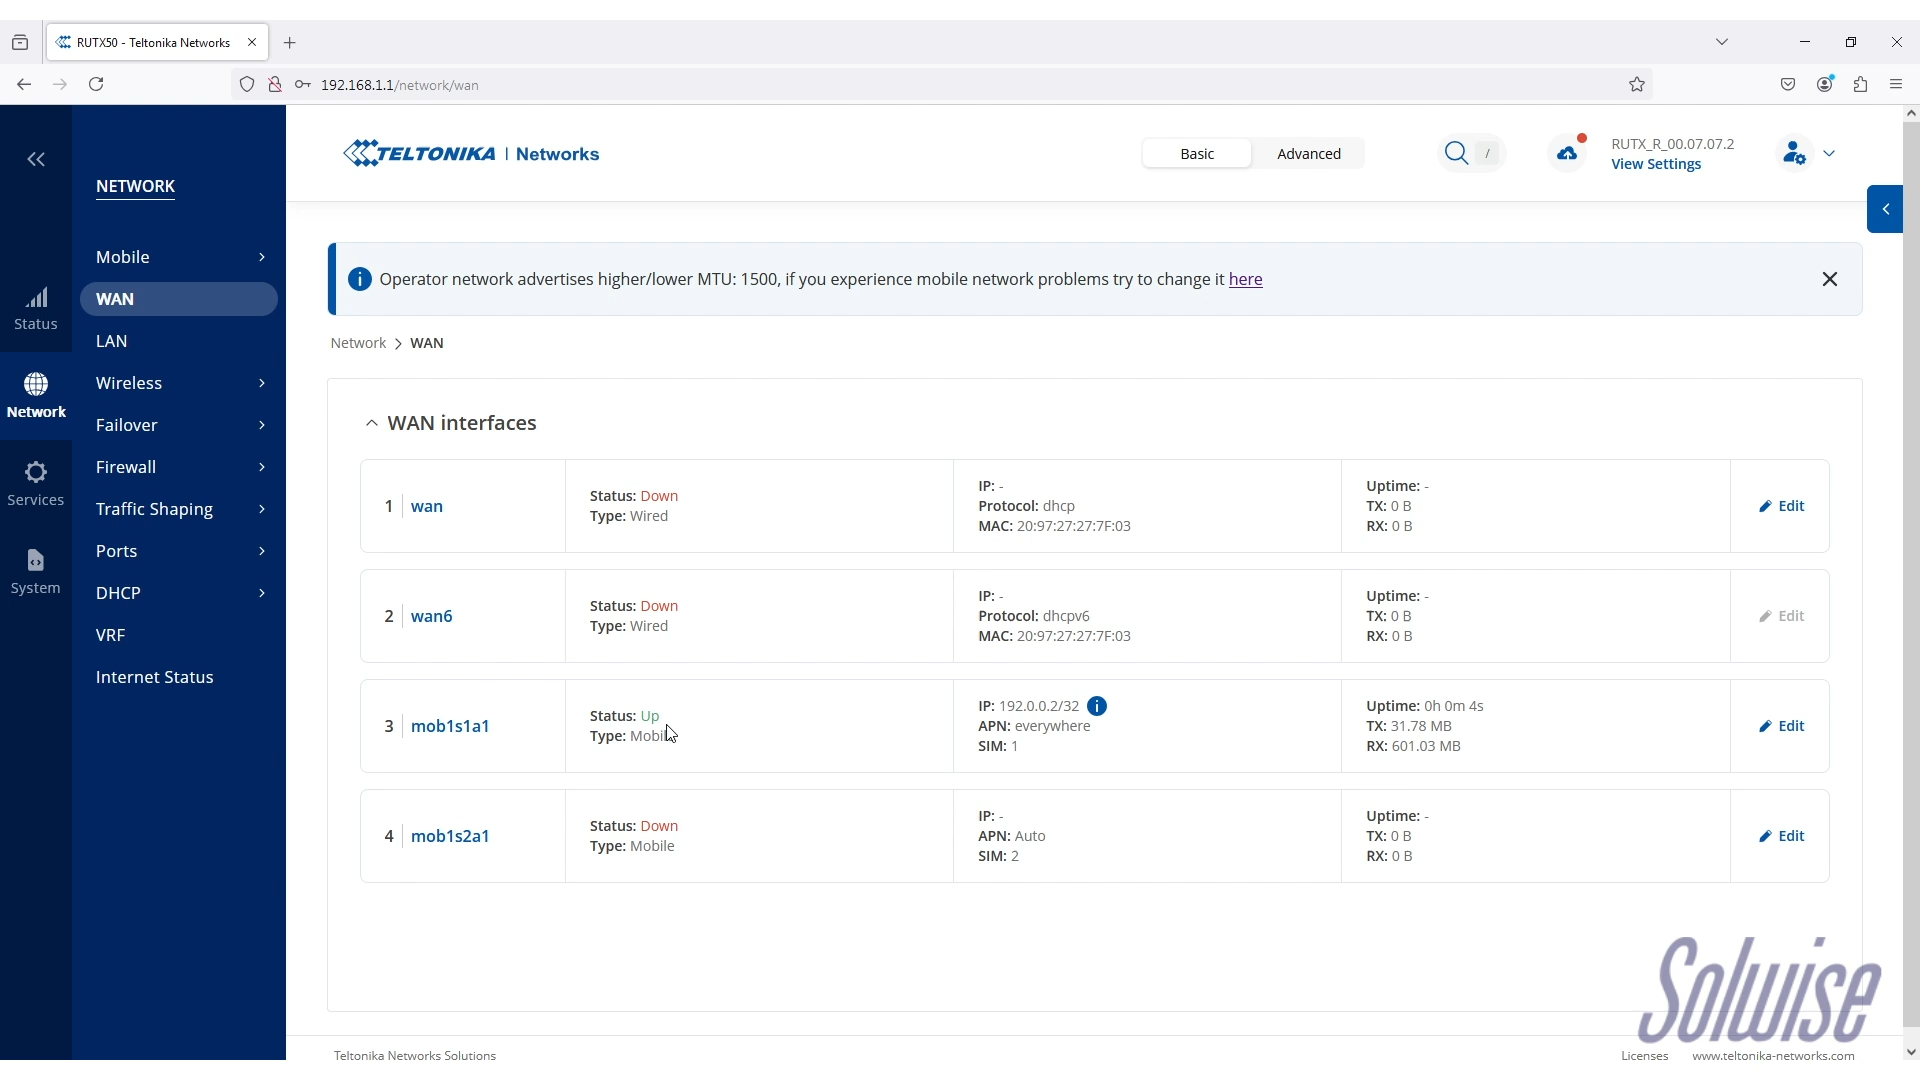 RUTX50 - Teltonika Networks
192.168.1.1/network/wan
TELTONIKA | Networks
Basic
Advanced
/
RUTX_R_00.07.07.2
View Settings
NETWORK
Mobile
WAN
LAN
Wireless
Failover
Firewall
Traffic Shaping
Ports
DHCP
VRF
Internet Status
Status
Network
Services
System
Operator network advertises higher/lower MTU: 1500, if you experience mobile network problems try to change it here
Network > WAN
WAN interfaces
1 wan
Status: Down
Type: Wired
IP: -
Protocol: dhcp
MAC: 20:97:27:27:7F:03
Uptime: -
TX: 0 B
RX: 0 B
Edit
2 wan6
Status: Down
Type: Wired
IP: -
Protocol: dhcpv6
MAC: 20:97:27:27:7F:03
Uptime: -
TX: 0 B
RX: 0 B
Edit
3 mob1s1a1
Status: Up
Type: Mobile
IP: 192.0.0.2/32
APN: everywhere
SIM: 1
Uptime: 0h 0m 4s
TX: 31.78 MB
RX: 601.03 MB
Edit
4 mob1s2a1
Status: Down
Type: Mobile
IP: -
APN: Auto
SIM: 2
Uptime: -
TX: 0 B
RX: 0 B
Edit
Solwise
Teltonika Networks Solutions
Licenses
www.teltonika-networks.com